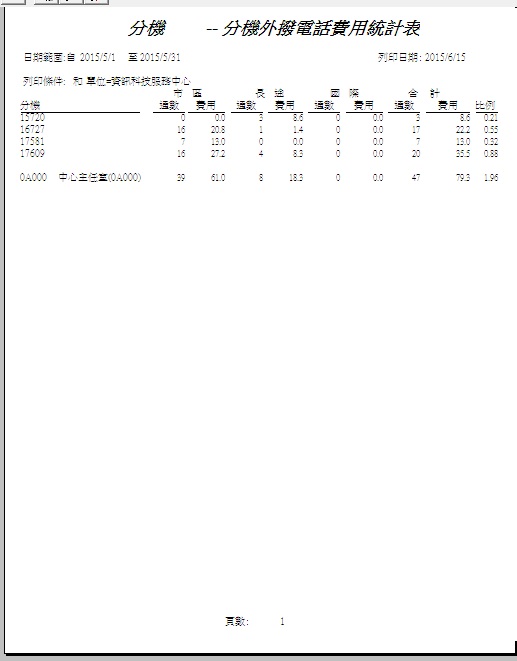 分機 -- 分機外撥電話費用統計表
日期範圍:自 2015/5/1 至 2015/5/31 列印日期: 2015/6/15
列印條件: 和 單位=資訊科技服務中心
市 區 長 途 國 際 合 計
分機 通數 費用 通數 費用 通數 費用 通數 費用 比例
15720 0 0.0 3 8.6 0 0.0 3 8.6 0.21
16727 16 20.8 1 1.4 0 0.0 17 22.2 0.55
17581 7 13.0 0 0.0 0 0.0 7 13.0 0.32
17609 16 27.2 4 8.3 0 0.0 20 35.5 0.88
0A000 中心主任室(0A000) 39 61.0 8 18.3 0 0.0 47 79.3 1.96
頁數: 1